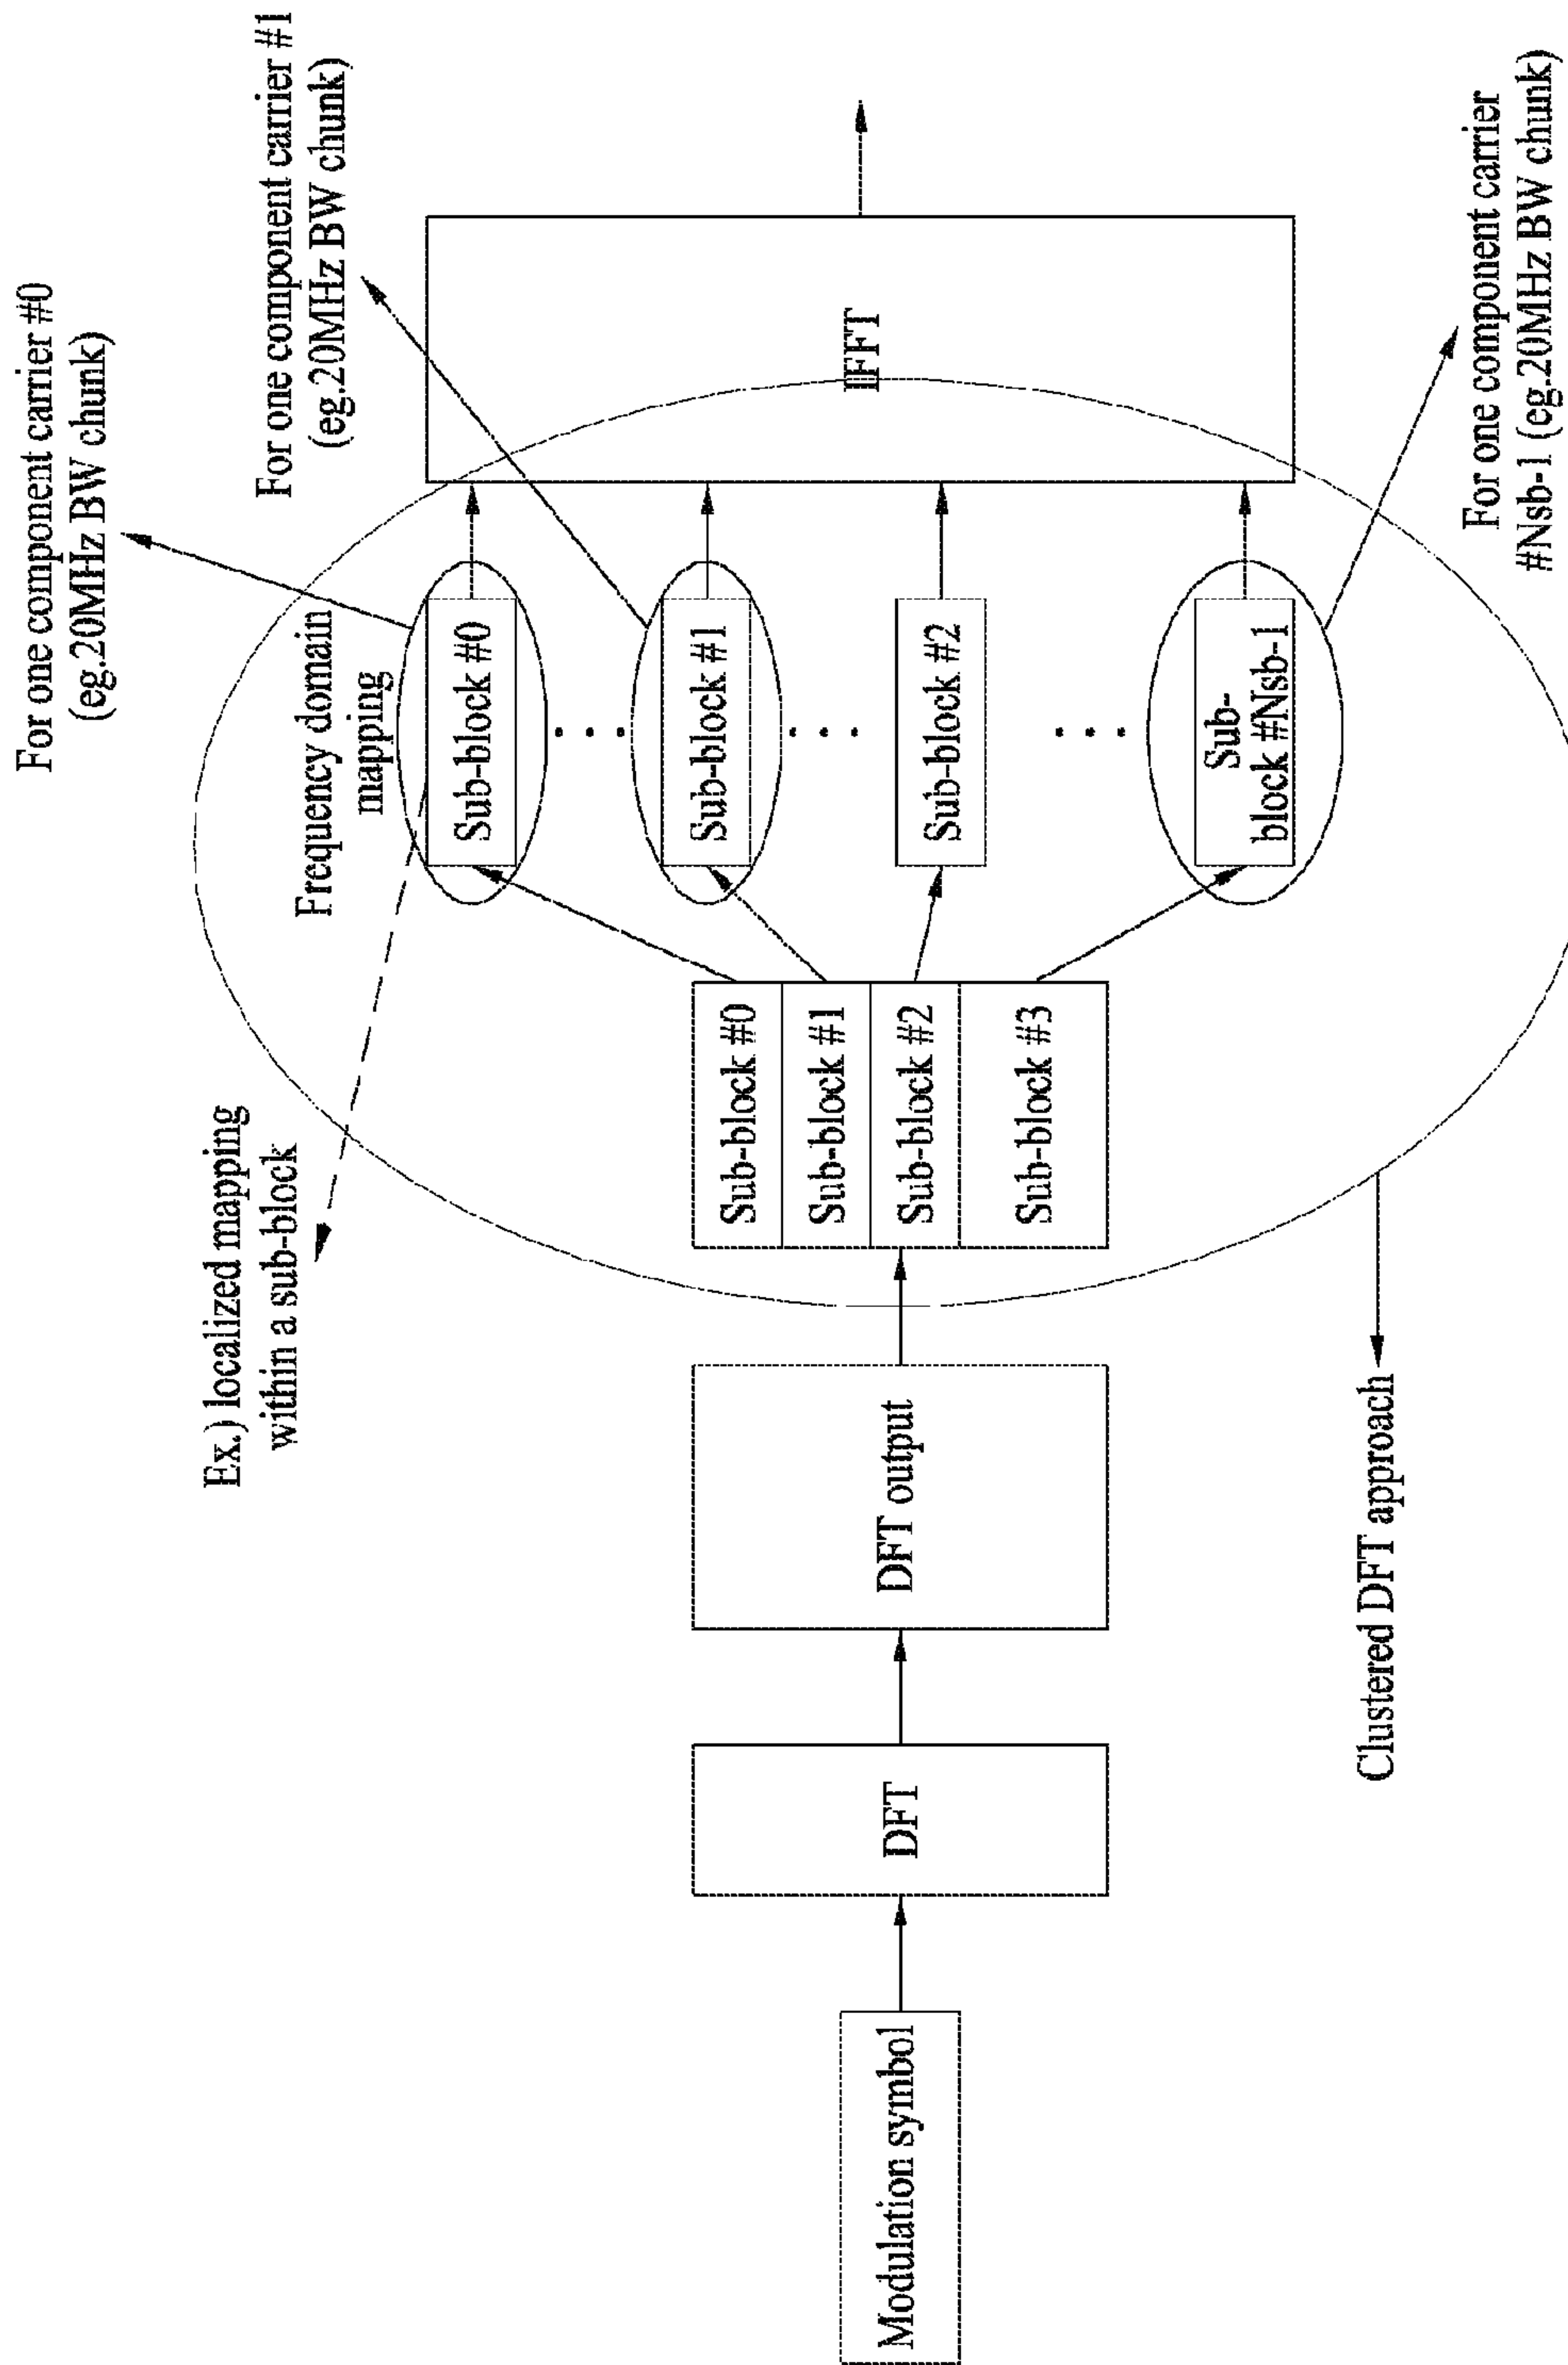 For one component carrier #0
(eg.20MHz BW chunk)
For one component carrier #1
(eg.20MHz BW chunk)
Ex.) localized mapping
within a sub-block
Frequency domain
mapping
Modulation symbol
DFT
DFT output
Sub-block #0
Sub-block #1
Sub-block #2
Sub-block #3
Sub-block #0
Sub-block #1
Sub-block #2
Sub-
block #Nsb-1
IFFT
Clustered DFT approach
For one component carrier
#Nsb-1 (eg.20MHz BW chunk)